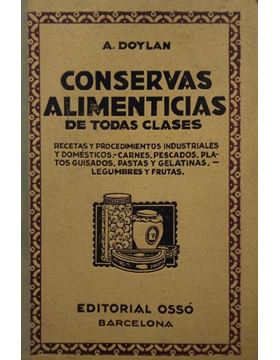 A. DOYLAN
CONSERVAS
ALIMENTICIAS
DE TODAS CLASES
RECETAS Y PROCEDIMIENTOS INDUSTRIALES
Y DOMÉSTICOS.-CARNES, PESCADOS, PLA-
TOS GUISADOS, PASTAS Y GELATINAS. —
LEGUMBRES Y FRUTAS.
EDITORIAL OSSÓ
BARCELONA